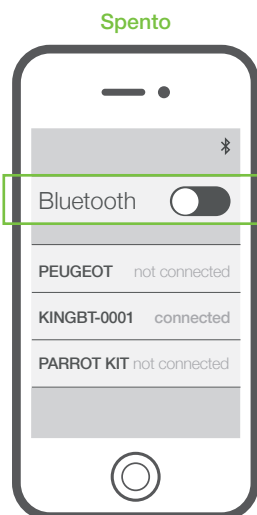 Spento
Bluetooth
PEUGEOT not connected
KINGBT-0001 connected
PARROT KIT not connected